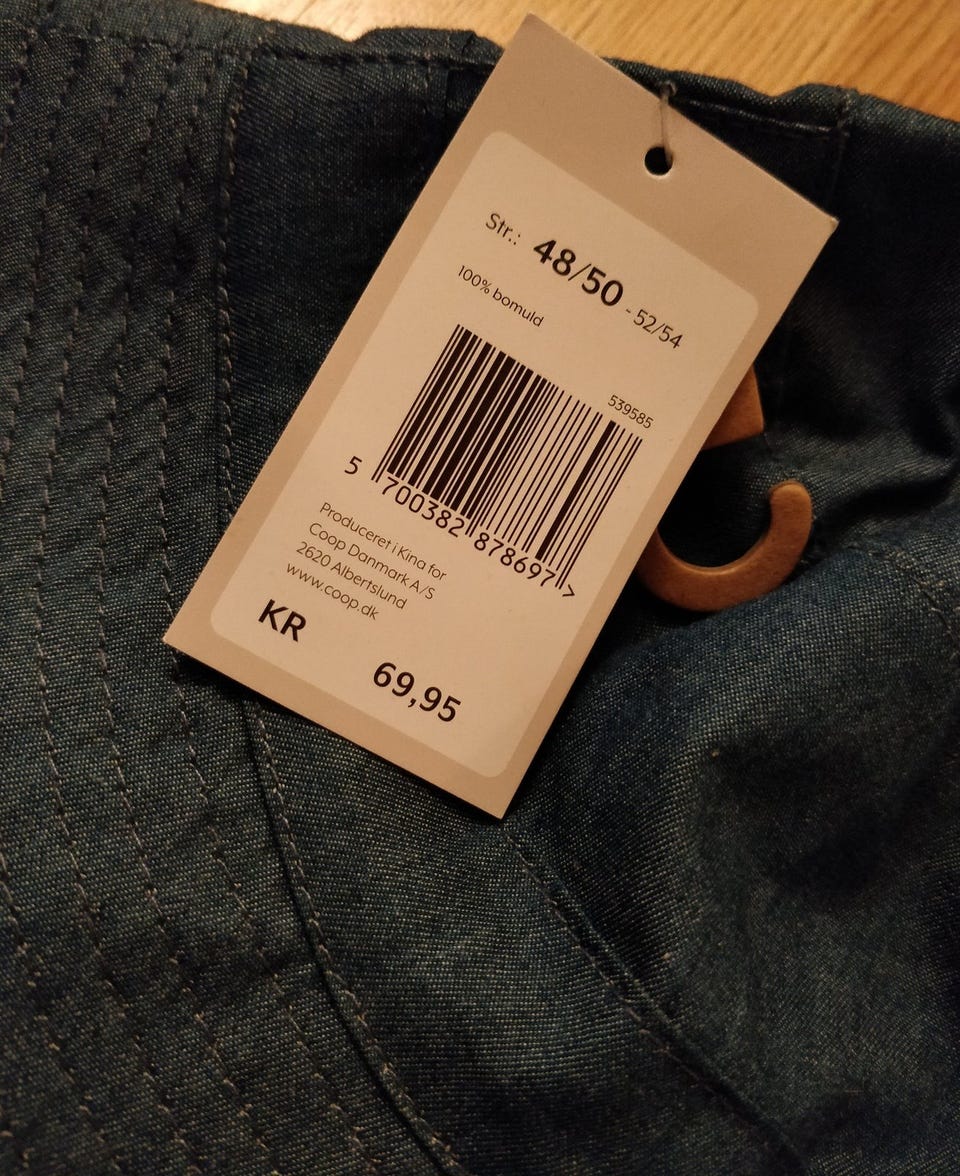 Str.: 48/50 - 52/54
100% bomuld
539585
5 700382 878697 >
Produceret i Kina for
Coop Danmark A/S
2620 Albertslund
www.coop.dk
KR
69,95